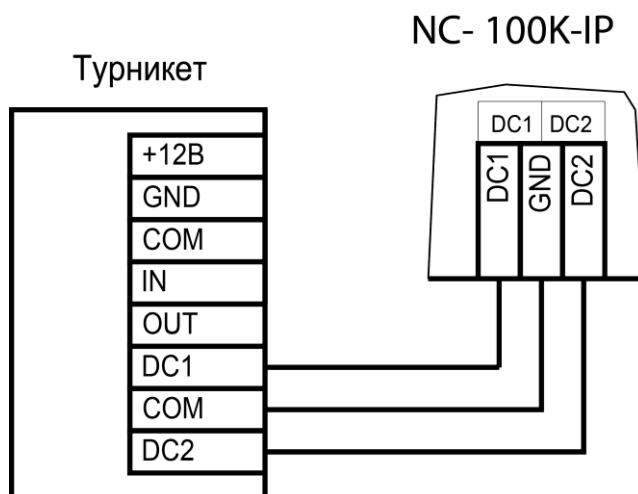 NC- 100K-IP
Турникет
DC1 DC2
DC1 GND DC2
+12В
GND
COM
IN
OUT
DC1
COM
DC2